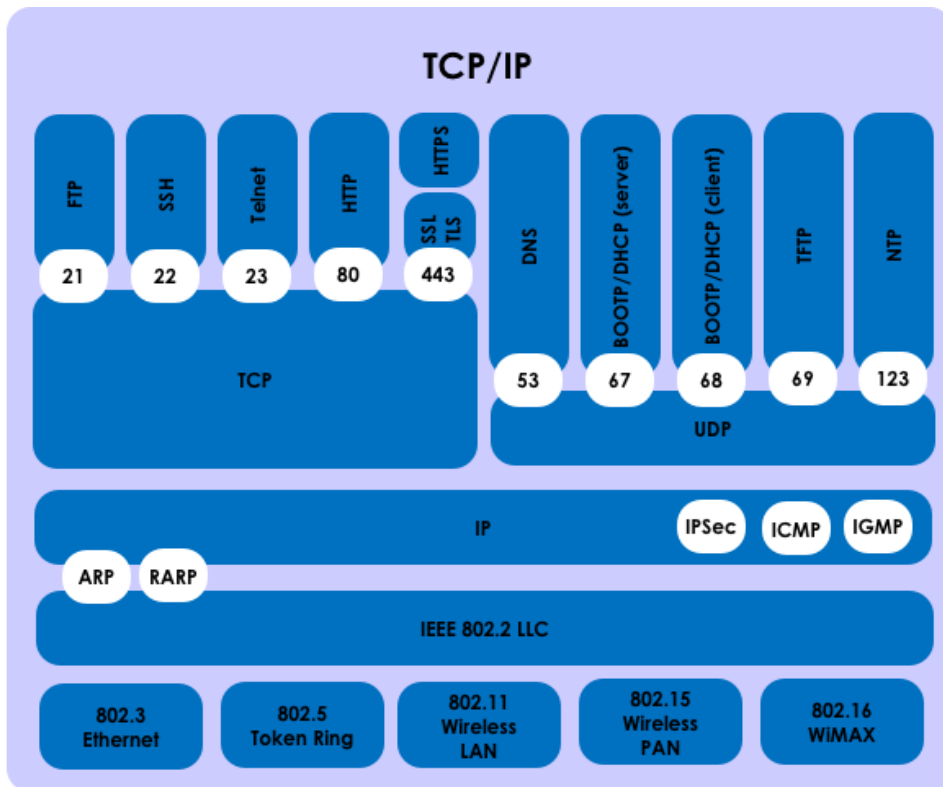 TCP/IP
FTP
SSH
Telnet
HTTP
HTTPS
SSL
TLS
DNS
BOOTP/DHCP (server)
BOOTP/DHCP (client)
TFTP
NTP
21
22
23
80
443
53
67
68
69
123
TCP
UDP
IP
IPSec
ICMP
IGMP
ARP
RARP
IEEE 802.2 LLC
802.3
Ethernet
802.5
Token Ring
802.11
Wireless
LAN
802.15
Wireless
PAN
802.16
WiMAX